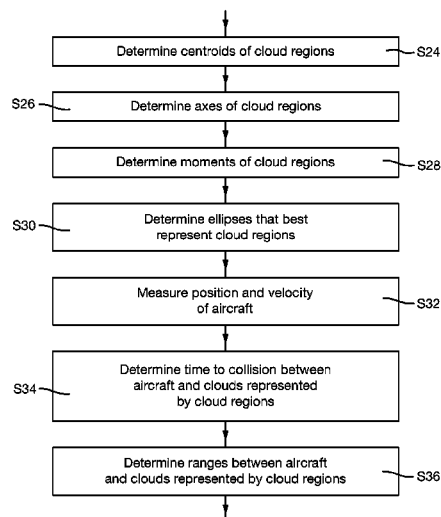 Determine centroids of cloud regions
S24
S26
Determine axes of cloud regions
Determine moments of cloud regions
S28
S30
Determine ellipses that best
represent cloud regions
Measure position and velocity
of aircraft
S32
S34
Determine time to collision between
aircraft and clouds represented
by cloud regions
Determine ranges between aircraft
and clouds represented by cloud regions
S36